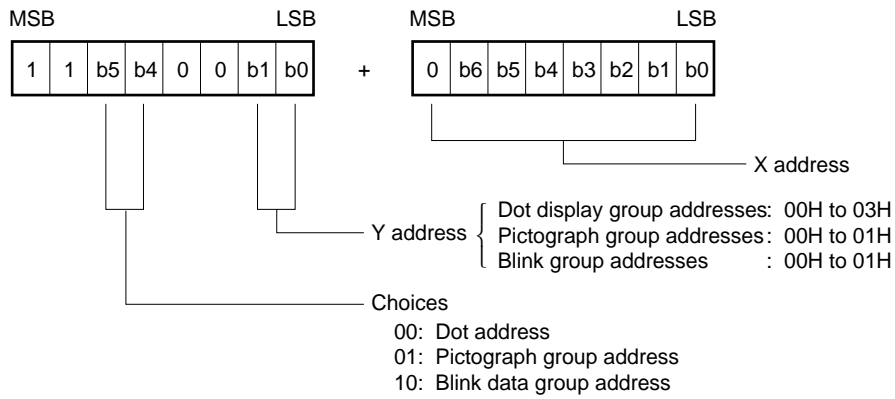 MSB LSB MSB LSB
1 1 b5 b4 0 0 b1 b0 + 0 b6 b5 b4 b3 b2 b1 b0
X address
Dot display group addresses: 00H to 03H
Y address { Pictograph group addresses: 00H to 01H
Blink group addresses : 00H to 01H
Choices
00: Dot address
01: Pictograph group address
10: Blink data group address